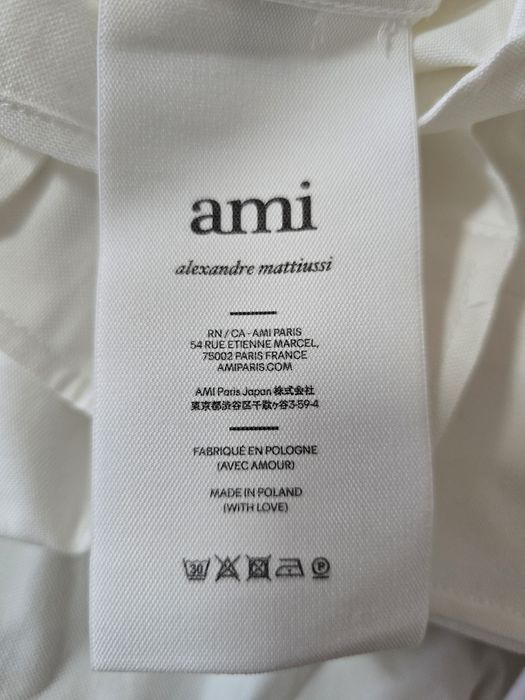 ami
alexandre mattiussi
RN / CA - AMI PARIS
54 RUE ETIENNE MARCEL,
75002 PARIS FRANCE
AMIPARIS.COM
AMI Paris Japan 株式会社
東京都渋谷区千駄ヶ谷3-59-4
FABRIQUÉ EN POLOGNE
(AVEC AMOUR)
MADE IN POLAND
(WITH LOVE)
30 P